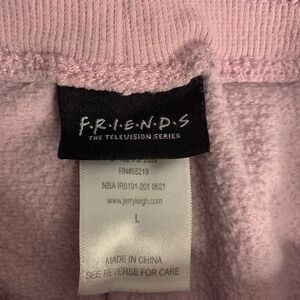 F·R·I·E·N·D·S
THE TELEVISION SERIES
RN#55219
NBA IR0191-201 0621
www.jerryleigh.com
L
MADE IN CHINA
SEE REVERSE FOR CARE